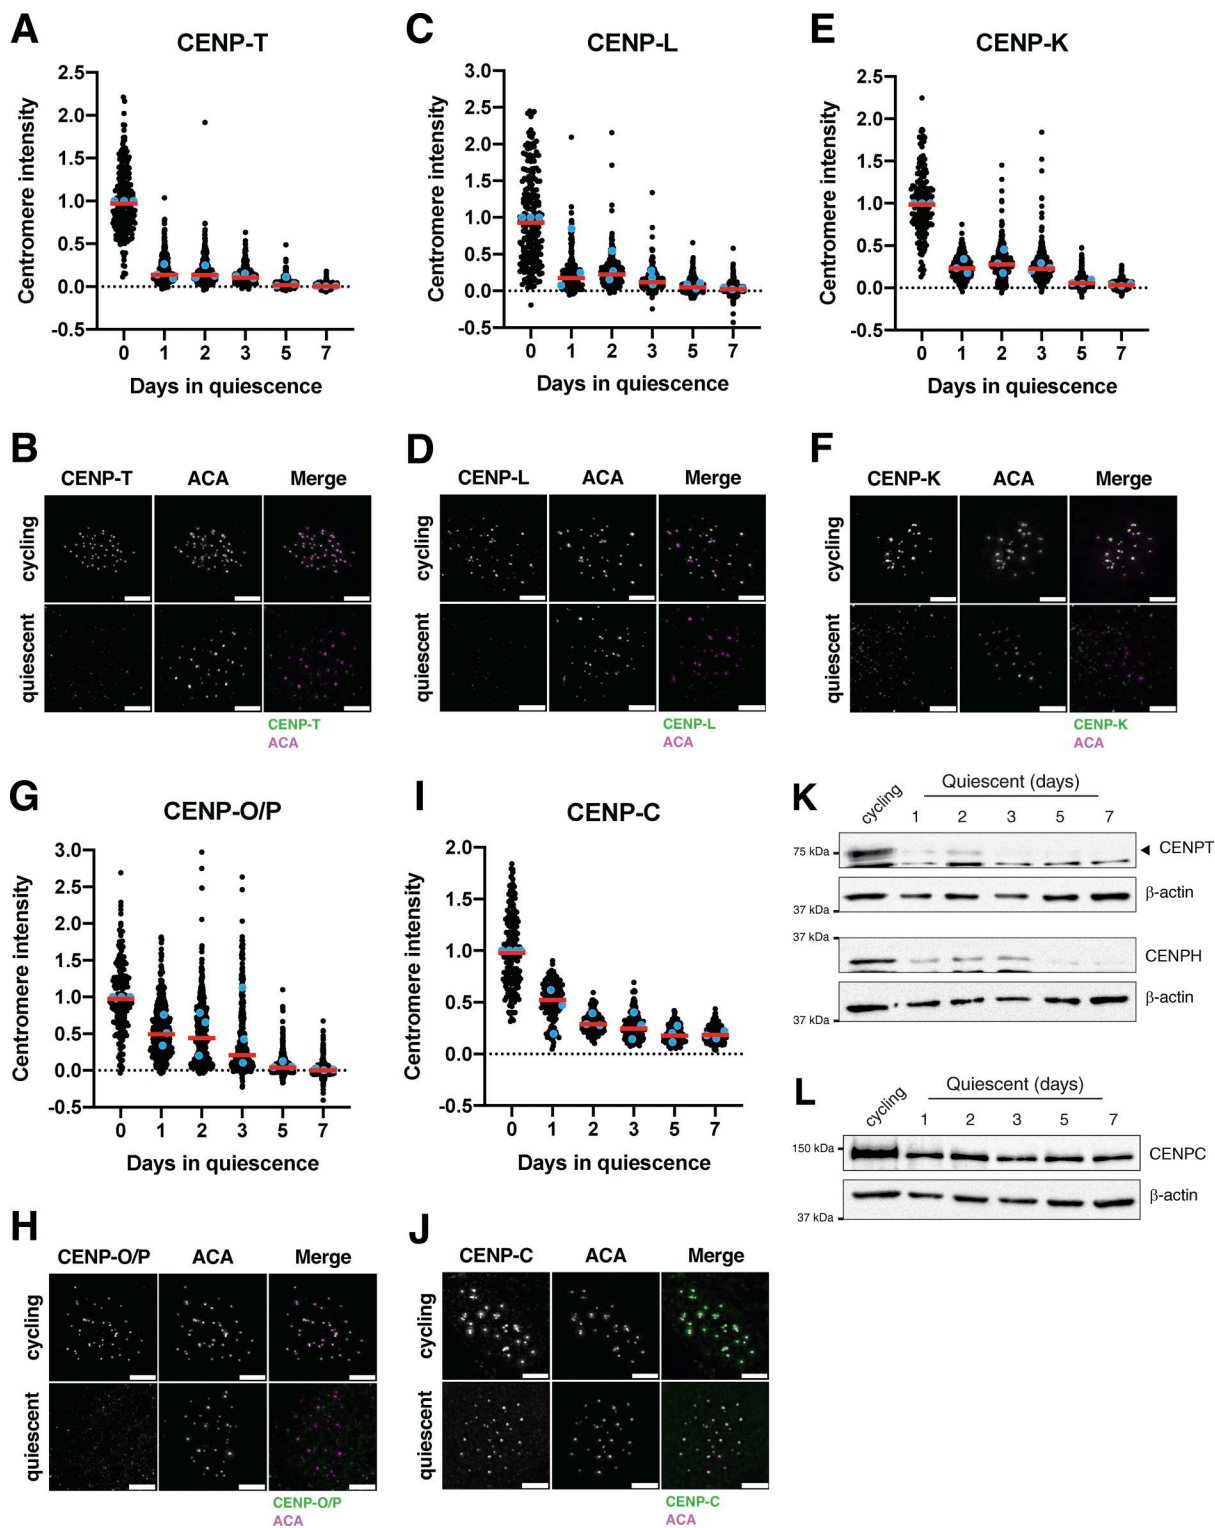 A
CENP-T
Centromere intensity
2.5
2.0
1.5
1.0
0.5
0.0
-0.5
0 1 2 3 5 7
Days in quiescence
C
CENP-L
Centromere intensity
3.0
2.5
2.0
1.5
1.0
0.5
0.0
-0.5
0 1 2 3 5 7
Days in quiescence
E
CENP-K
Centromere intensity
2.5
2.0
1.5
1.0
0.5
0.0
-0.5
0 1 2 3 5 7
Days in quiescence
B
CENP-T ACA Merge
cycling
quiescent
CENP-T
ACA
D
CENP-L ACA Merge
cycling
quiescent
CENP-L
ACA
F
CENP-K ACA Merge
cycling
quiescent
CENP-K
ACA
G
CENP-O/P
Centromere intensity
3.0
2.5
2.0
1.5
1.0
0.5
0.0
-0.5
0 1 2 3 5 7
Days in quiescence
I
CENP-C
Centromere intensity
2.0
1.5
1.0
0.5
0.0
-0.5
0 1 2 3 5 7
Days in quiescence
K
Quiescent (days)
cycling 1 2 3 5 7
75 kDa CENPT
β-actin
37 kDa
37 kDa
CENPH
β-actin
37 kDa
L
Quiescent (days)
cycling 1 2 3 5 7
150 kDa CENPC
β-actin
37 kDa
H
CENP-O/P ACA Merge
cycling
quiescent
CENP-O/P
ACA
J
CENP-C ACA Merge
cycling
quiescent
CENP-C
ACA